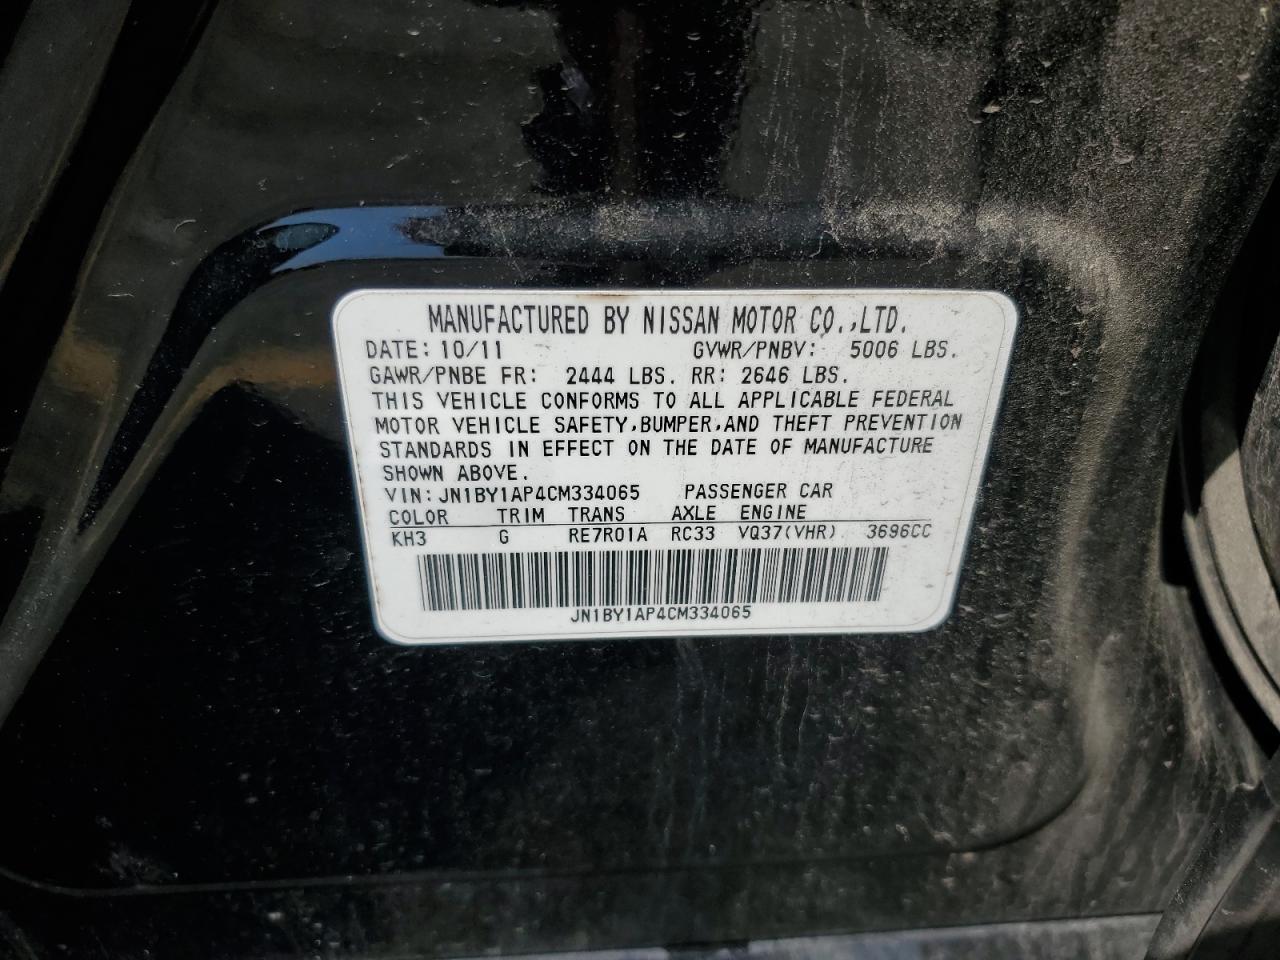 MANUFACTURED BY NISSAN MOTOR CO.,LTD.
DATE: 10/11 GVWR/PNBV: 5006 LBS.
GAWR/PNBE FR: 2444 LBS. RR: 2646 LBS.
THIS VEHICLE CONFORMS TO ALL APPLICABLE FEDERAL
MOTOR VEHICLE SAFETY,BUMPER,AND THEFT PREVENTION
STANDARDS IN EFFECT ON THE DATE OF MANUFACTURE
SHOWN ABOVE.
VIN:JN1BY1AP4CM334065 PASSENGER CAR
COLOR TRIM TRANS AXLE ENGINE
KH3 G RE7R01A RC33 VQ37(VHR) 3696CC
JN1BY1AP4CM334065